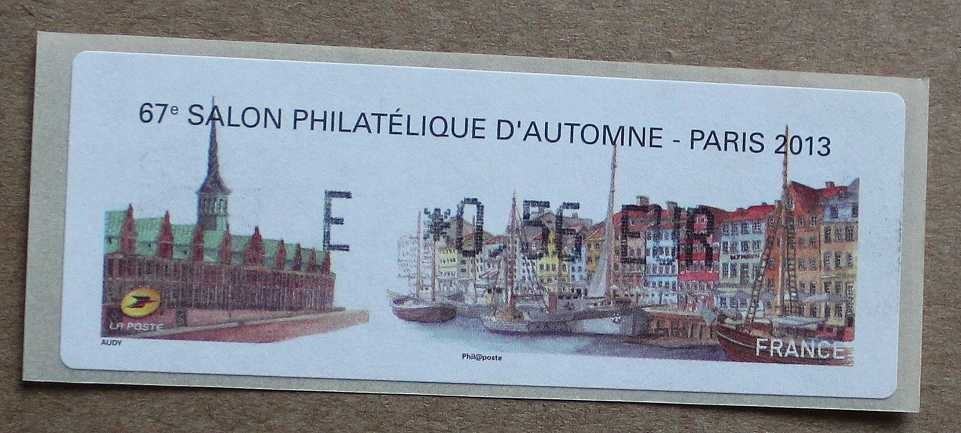 67e SALON PHILATÉLIQUE D'AUTOMNE - PARIS 2013
E *0,56 EUR
LA POSTE
FRANCE
AUDY
Phil@poste